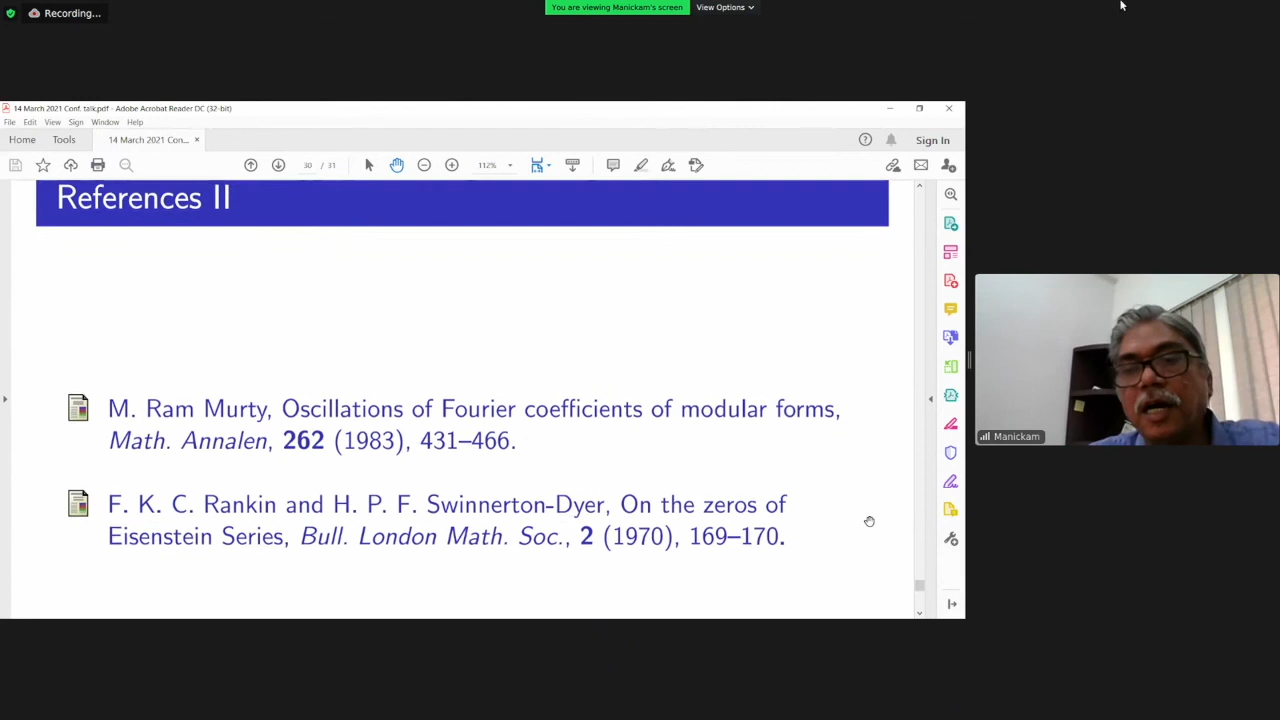 Recording...
You are viewing Manickam's screen
View Options
14 March 2021 Conf. talk.pdf - Adobe Acrobat Reader DC (32-bit)
File Edit View Sign Window Help
Home Tools 14 March 2021 Con... ×
Sign In
30 / 31
112%
References II
M. Ram Murty, Oscillations of Fourier coefficients of modular forms,
Math. Annalen, 262 (1983), 431–466.
F. K. C. Rankin and H. P. F. Swinnerton-Dyer, On the zeros of
Eisenstein Series, Bull. London Math. Soc., 2 (1970), 169–170.
Manickam